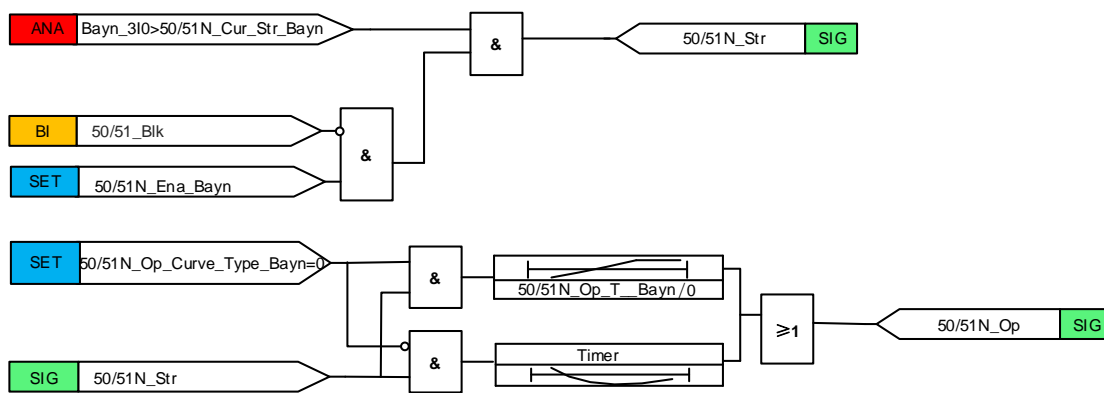 ANA Bayn_3I0>50/51N_Cur_Str_Bayn & 50/51N_Str SIG
BI 50/51_Blk
&
SET 50/51N_Ena_Bayn
SET 50/51N_Op_Curve_Type_Bayn=0
&
50/51N_Op_T__Bayn/0
≥1 50/51N_Op SIG
Timer
&
SIG 50/51N_Str